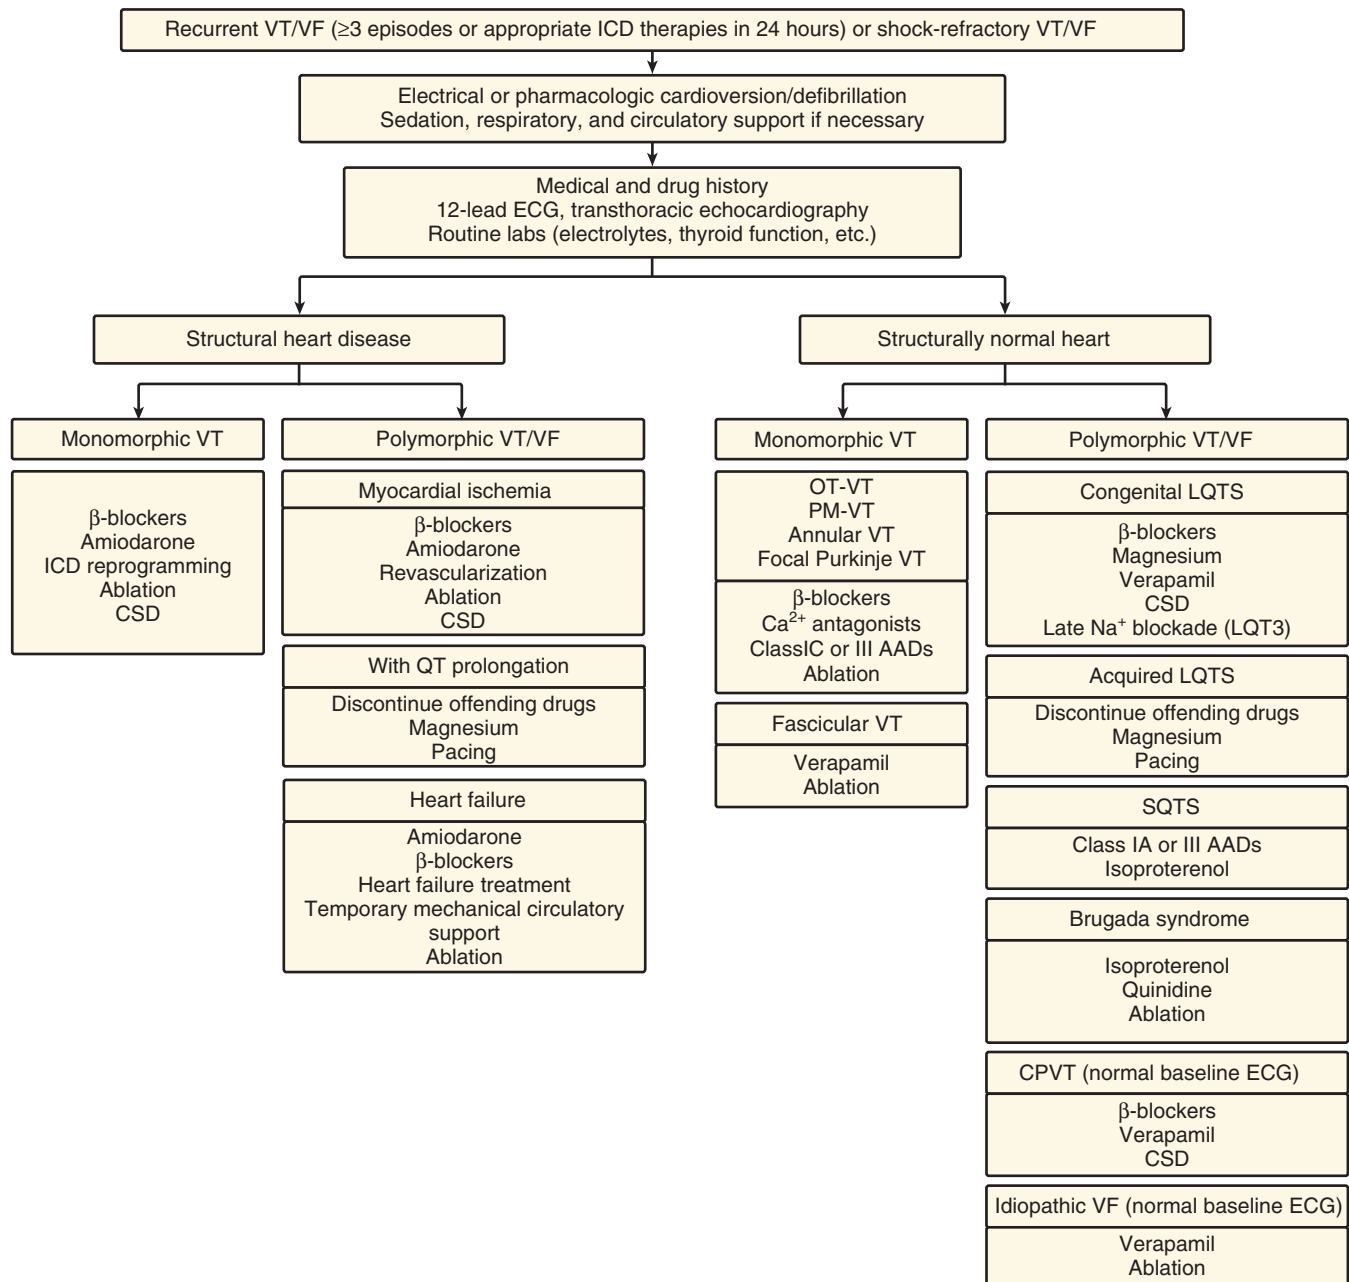 Recurrent VT/VF (≥3 episodes or appropriate ICD therapies in 24 hours) or shock-refractory VT/VF
Electrical or pharmacologic cardioversion/defibrillation
Sedation, respiratory, and circulatory support if necessary
Medical and drug history
12-lead ECG, transthoracic echocardiography
Routine labs (electrolytes, thyroid function, etc.)
Structural heart disease
Monomorphic VT
β-blockers
Amiodarone
ICD reprogramming
Ablation
CSD
Polymorphic VT/VF
Myocardial ischemia
β-blockers
Amiodarone
Revascularization
Ablation
CSD
With QT prolongation
Discontinue offending drugs
Magnesium
Pacing
Heart failure
Amiodarone
β-blockers
Heart failure treatment
Temporary mechanical circulatory
support
Ablation
Structurally normal heart
Monomorphic VT
OT-VT
PM-VT
Annular VT
Focal Purkinje VT
β-blockers
Ca²⁺ antagonists
ClassIC or III AADs
Ablation
Fascicular VT
Verapamil
Ablation
Polymorphic VT/VF
Congenital LQTS
β-blockers
Magnesium
Verapamil
CSD
Late Na⁺ blockade (LQT3)
Acquired LQTS
Discontinue offending drugs
Magnesium
Pacing
SQTS
Class IA or III AADs
Isoproterenol
Brugada syndrome
Isoproterenol
Quinidine
Ablation
CPVT (normal baseline ECG)
β-blockers
Verapamil
CSD
Idiopathic VF (normal baseline ECG)
Verapamil
Ablation